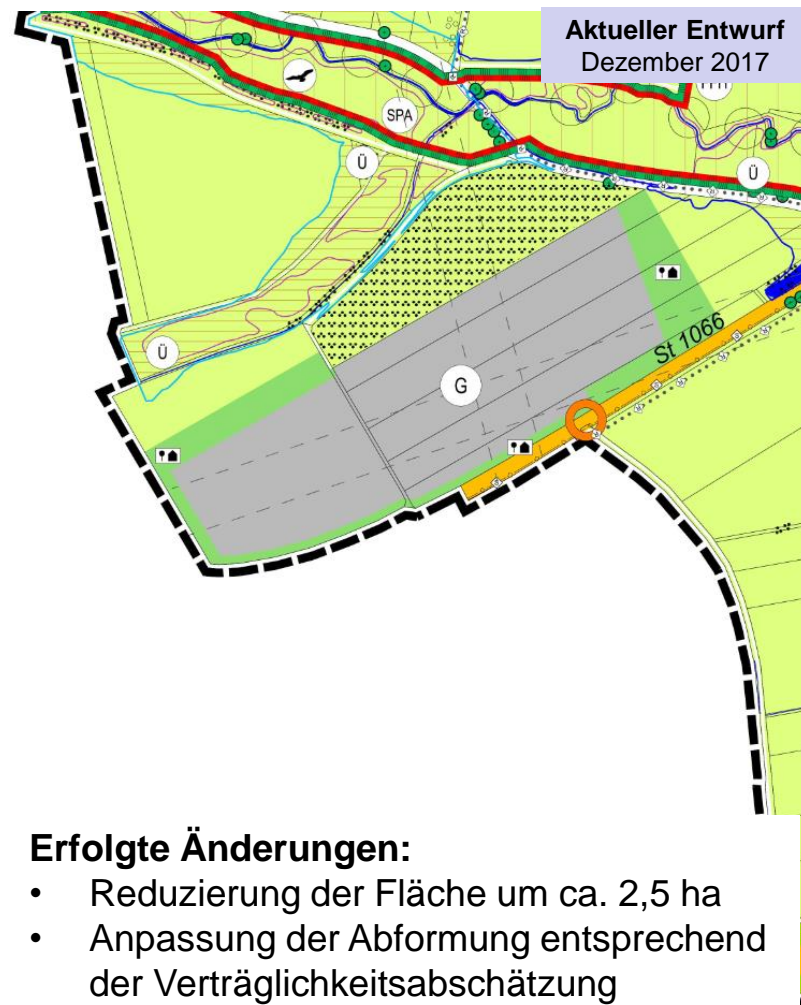 Aktueller Entwurf
Dezember 2017
SPA
Ü
Ü
Ü
St 1066
G
Erfolgte Änderungen:
• Reduzierung der Fläche um ca. 2,5 ha
• Anpassung der Abformung entsprechend
der Verträglichkeitsabschätzung